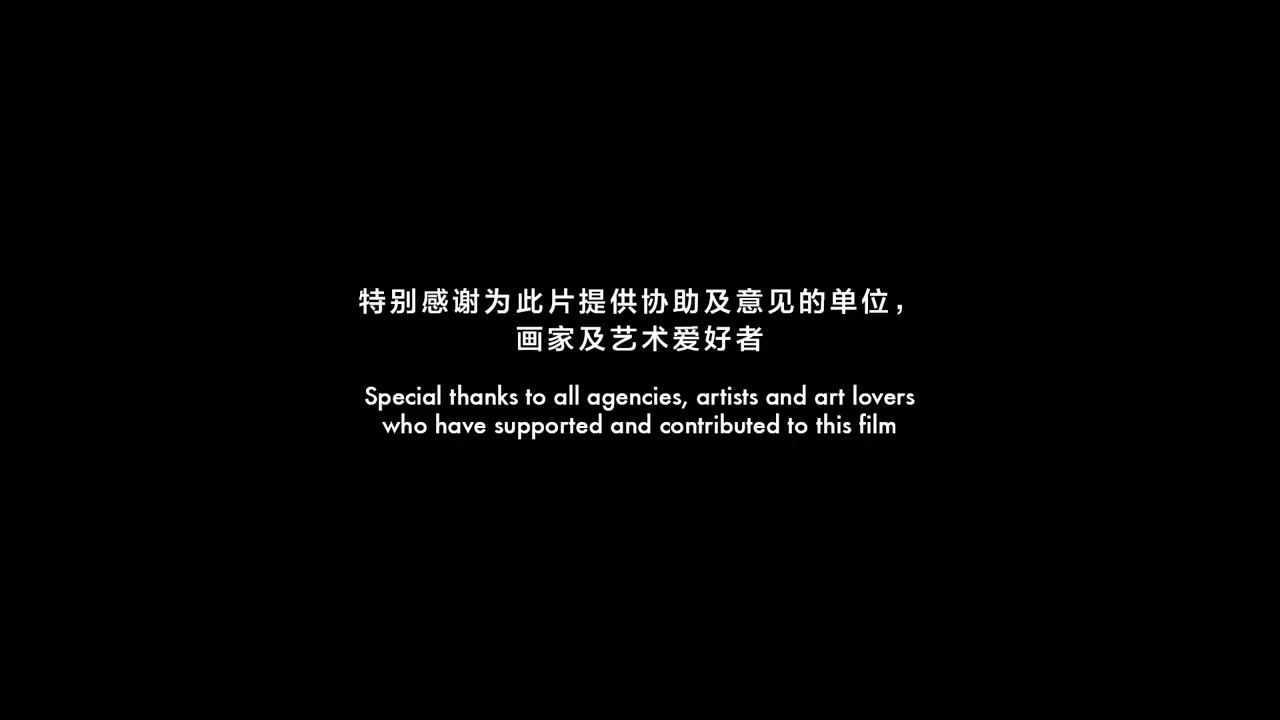 特别感谢为此片提供协助及意见的单位，
画家及艺术爱好者
Special thanks to all agencies, artists and art lovers
who have supported and contributed to this film